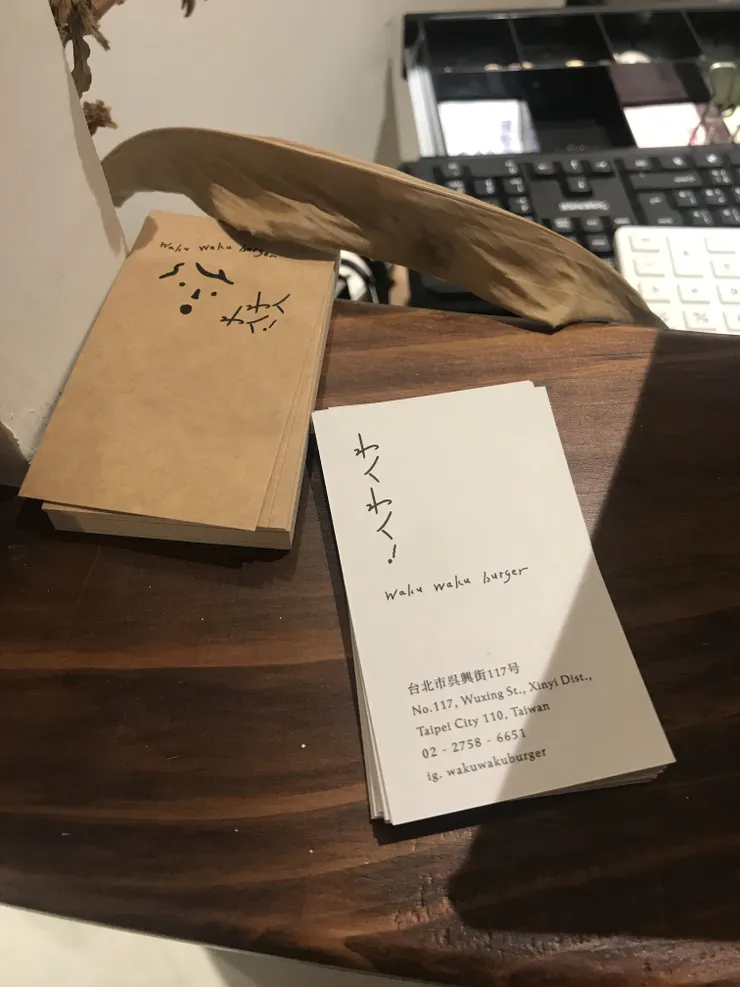 waku waku burger
わくわく!
わくわく!
waku waku burger
台北市吳興街117号
No.117, Wuxing St., Xinyi Dist.,
Taipei City 110, Taiwan
02 - 2758 - 6651
ig. wakuwakuburger